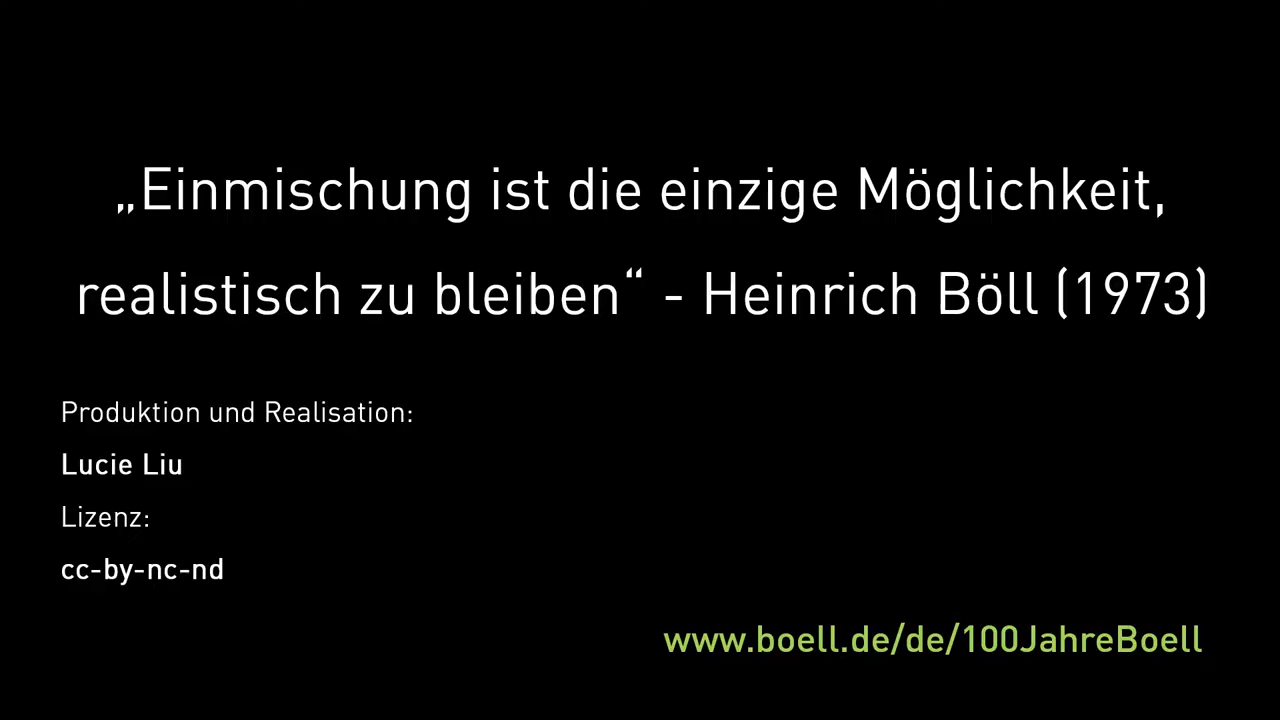 „Einmischung ist die einzige Möglichkeit,
realistisch zu bleiben“ - Heinrich Böll (1973)
Produktion und Realisation:
Lucie Liu
Lizenz:
cc-by-nc-nd
www.boell.de/de/100JahreBoell